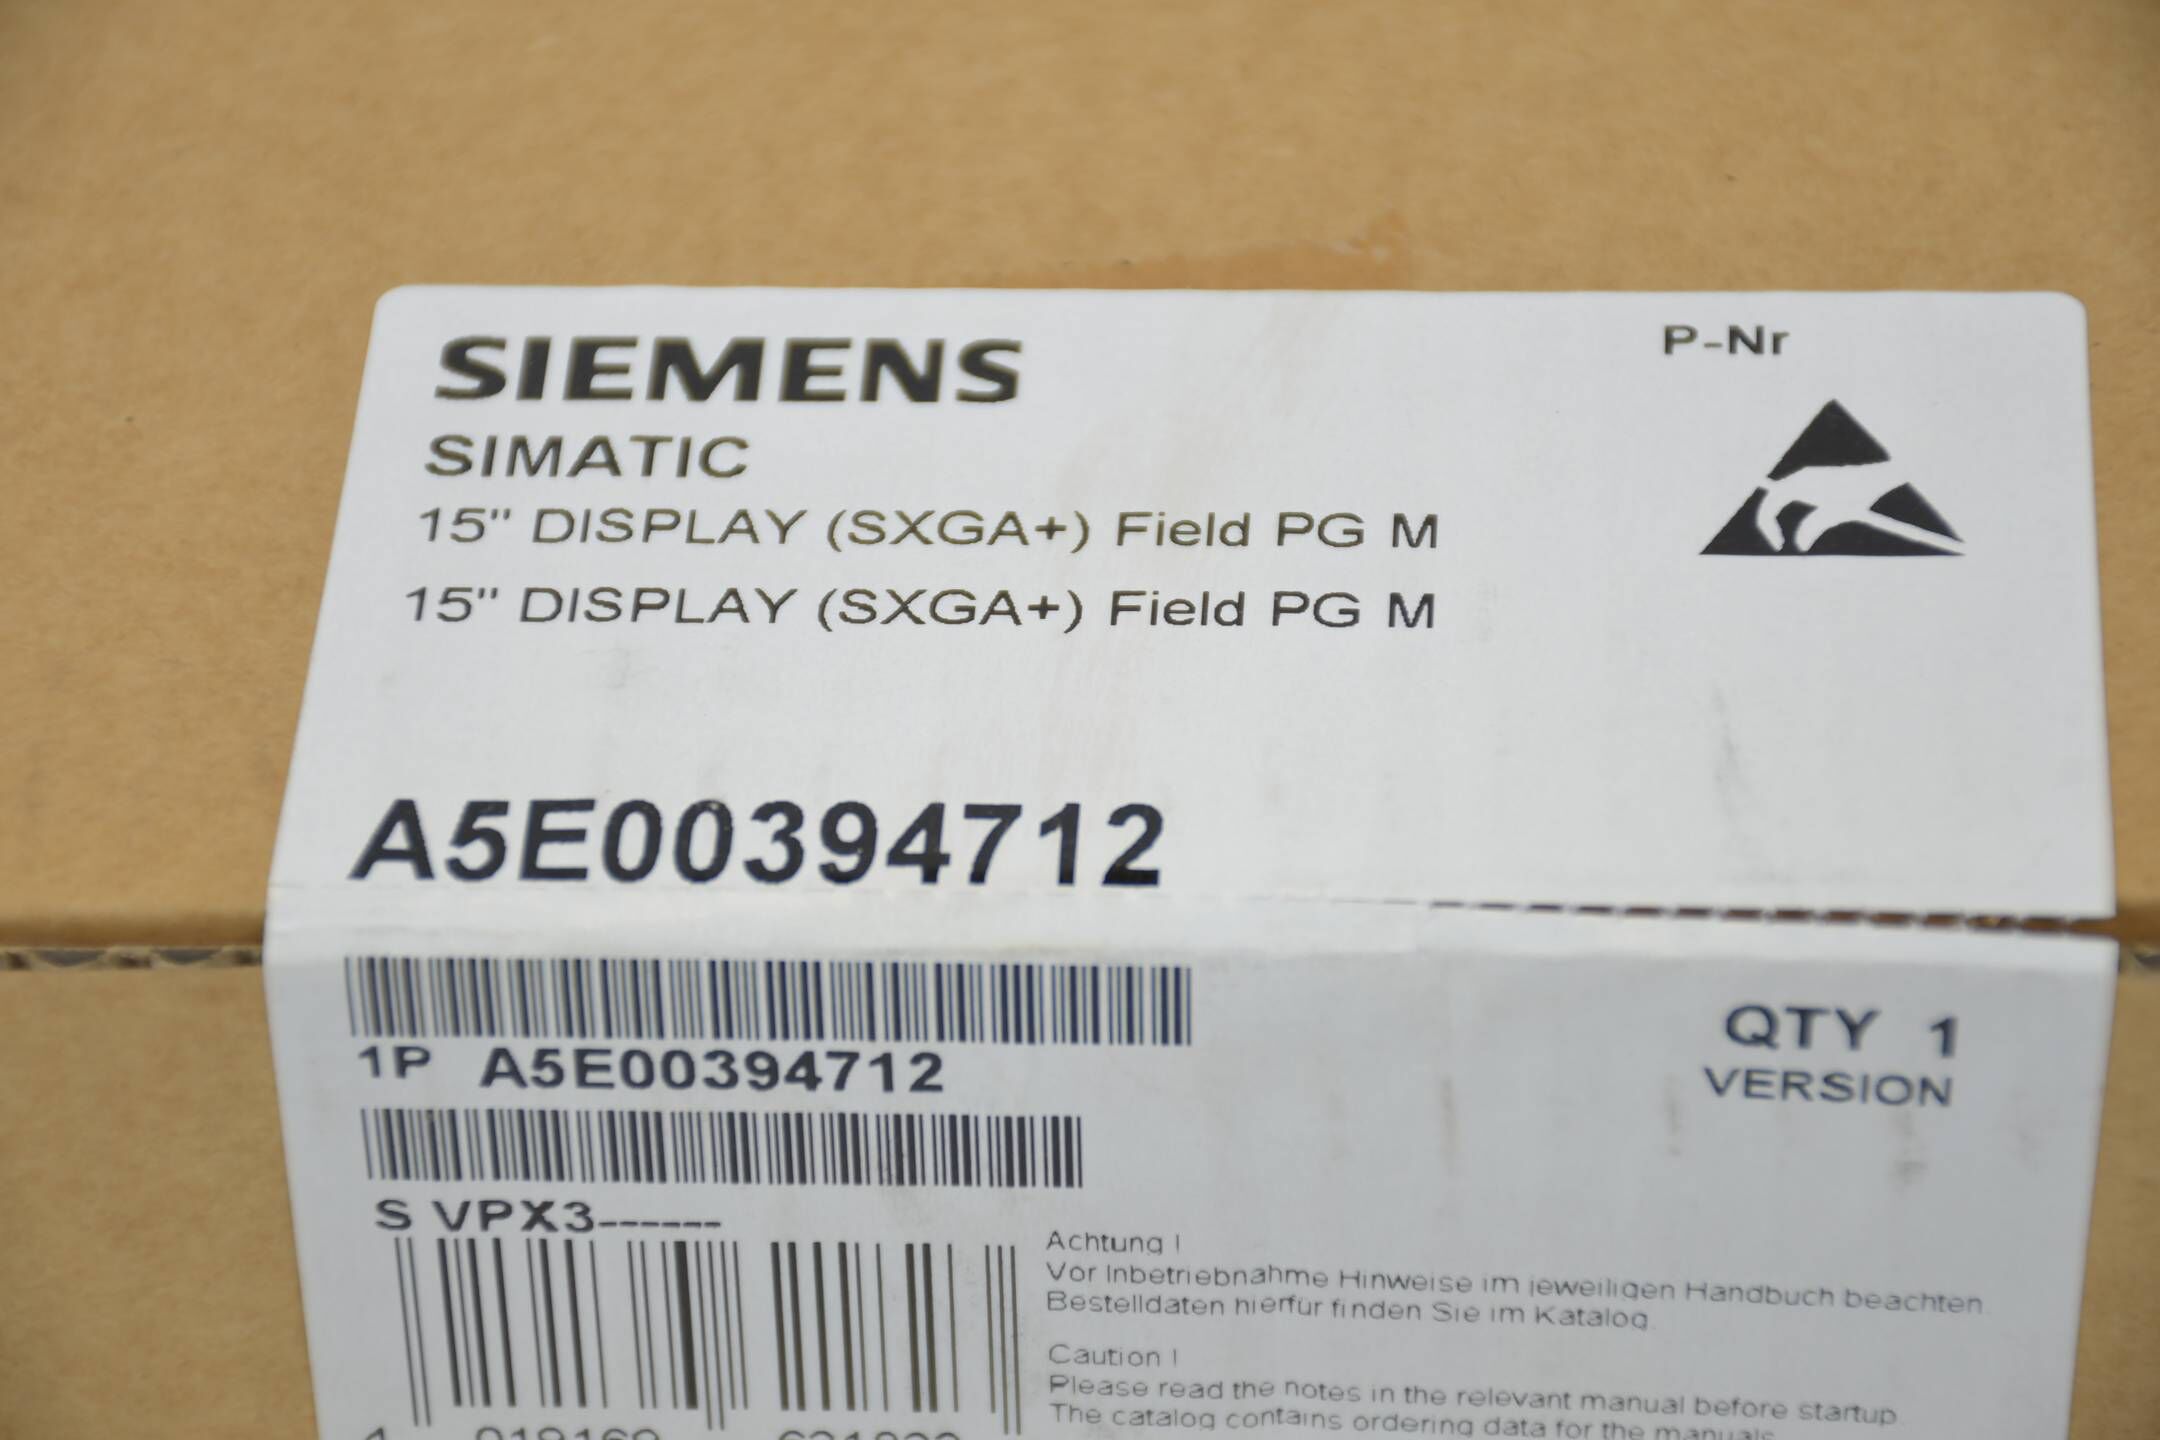 SIEMENS
P-Nr
SIMATIC
15" DISPLAY (SXGA+) Field PG M
15" DISPLAY (SXGA+) Field PG M
A5E00394712
1P A5E00394712
QTY 1
VERSION
S VPX3------
Achtung !
Vor Inbetriebnahme Hinweise im jeweiligen Handbuch beachten.
Bestelldaten hierfür finden Sie im Katalog.
Caution !
Please read the notes in the relevant manual before startup.
The catalog contains ordering data for the manuals.